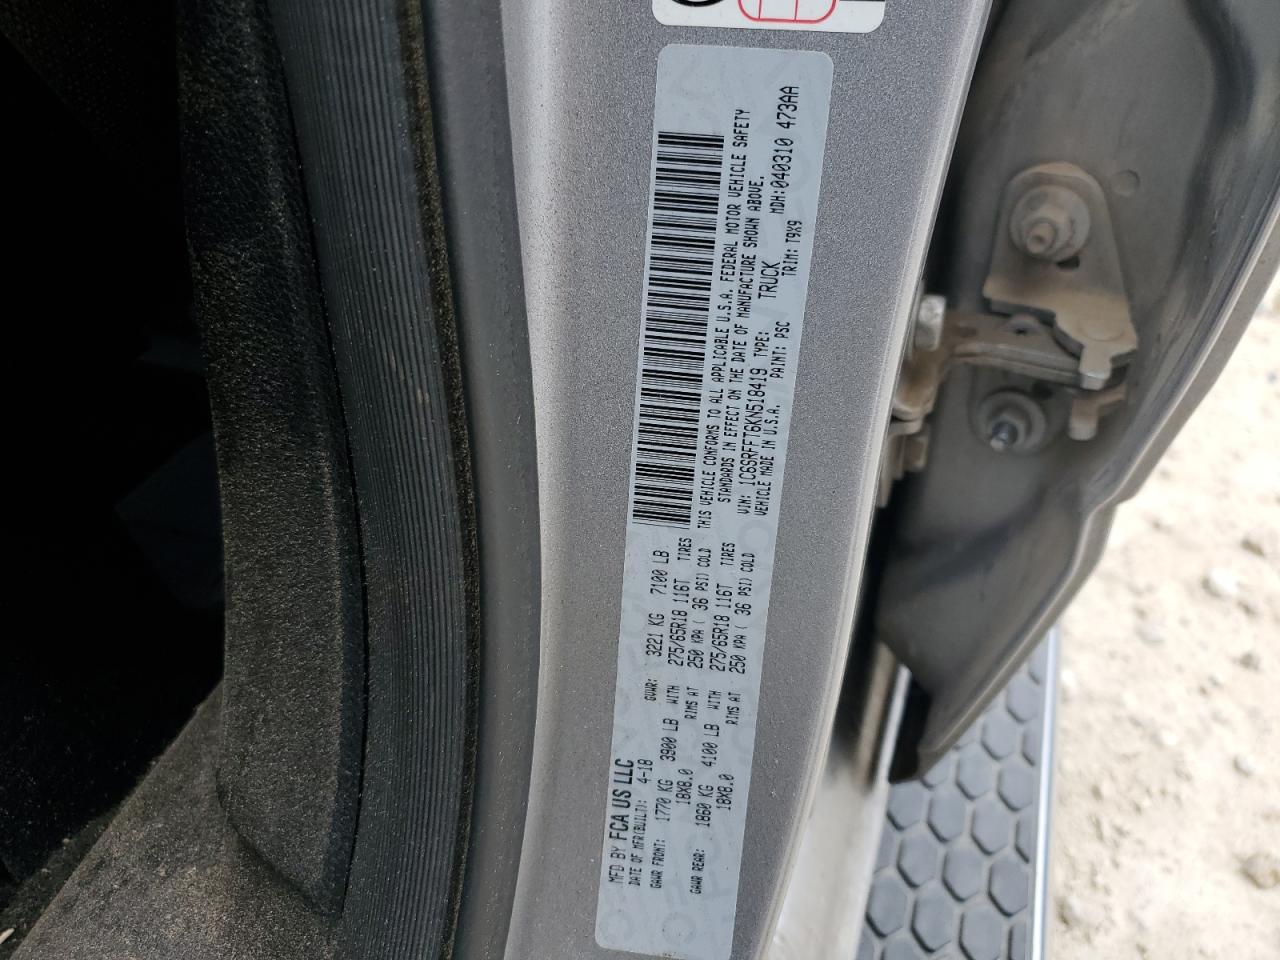 MFD BY FCA US LLC
DATE OF MFR(BUILT): 4-18 GVWR: 3221 KG 7100 LB
GAWR FRONT: 1770 KG 3900 LB WITH 275/65R18 116T TIRES
18X8.0 RIMS AT 250 KPA ( 36 PSI) COLD
GAWR REAR: 1860 KG 4100 LB WITH 275/65R18 116T TIRES
18X8.0 RIMS AT 250 KPA ( 36 PSI) COLD
THIS VEHICLE CONFORMS TO ALL APPLICABLE U.S.A. FEDERAL MOTOR VEHICLE SAFETY
STANDARDS IN EFFECT ON THE DATE OF MANUFACTURE SHOWN ABOVE.
VIN: 1C6SRFFT6KN518419 TYPE: TRUCK MDH:040310 473AA
VEHICLE MADE IN U.S.A. PAINT: PSC TRIM: T9X9